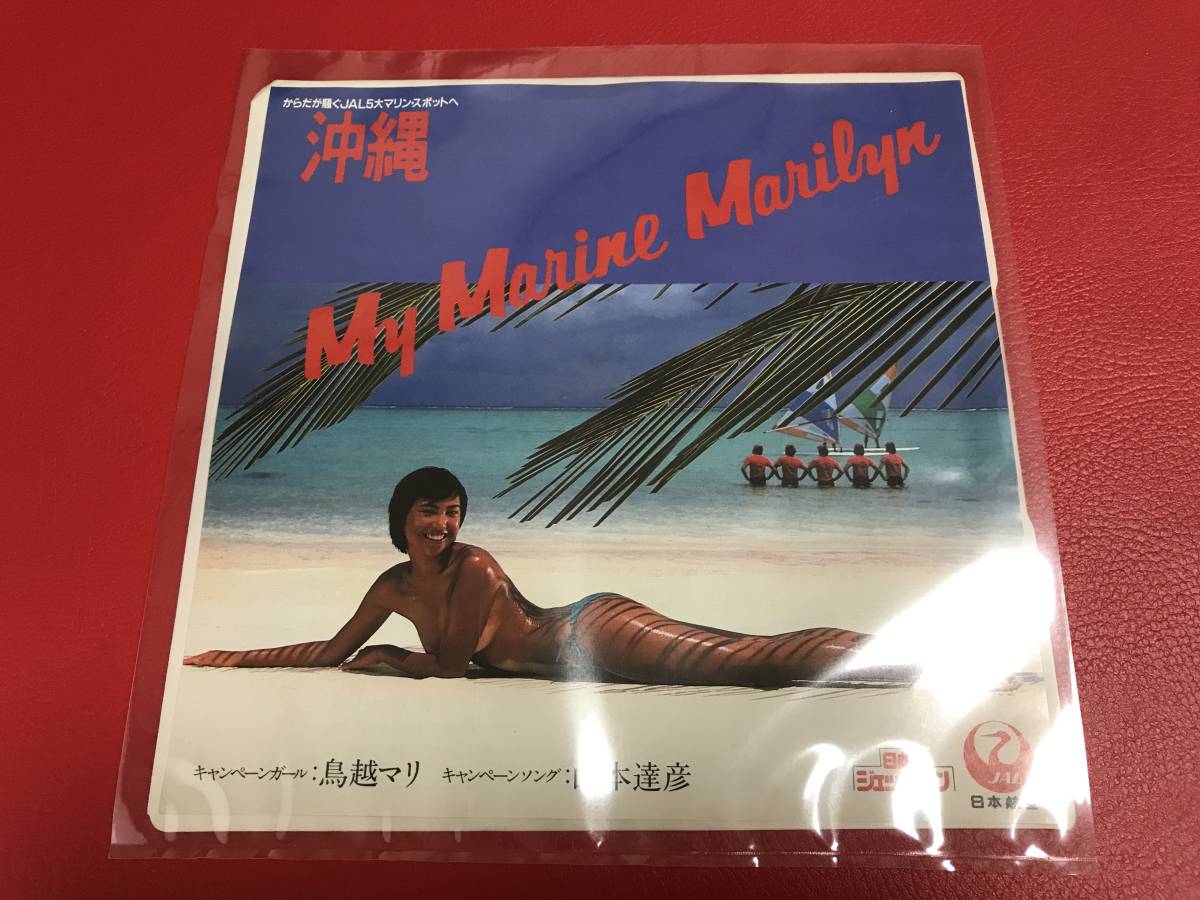 からだが騒ぐJAL5大マリン・スポットへ
沖縄
My Marine Marilyn
キャンペーンガール：鳥越マリ キャンペーンソング：本達彦
JAL
日本航